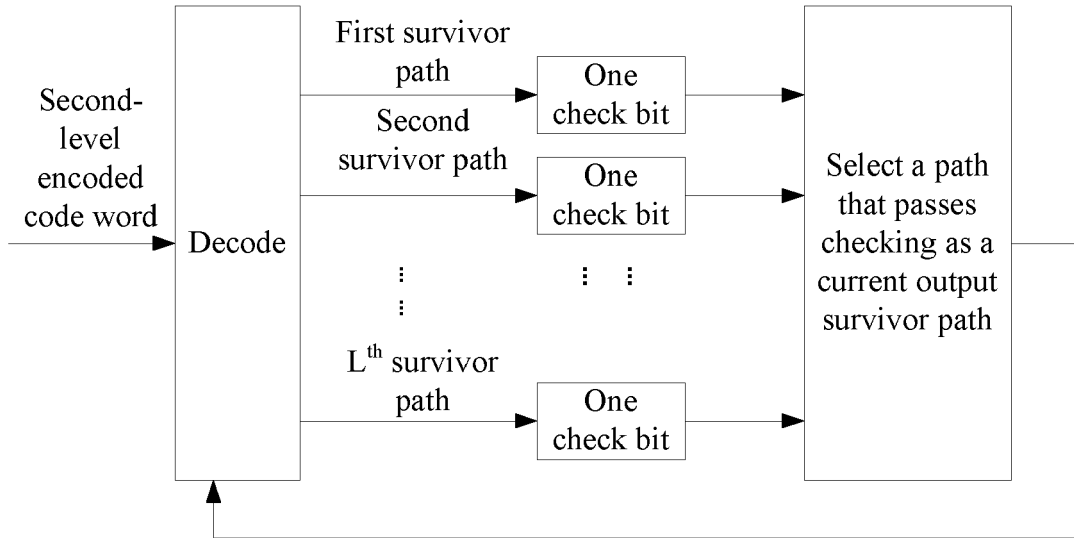 Second-
level
encoded
code word
Decode
First survivor
path
One
check bit
Second
survivor path
One
check bit
L^th survivor
path
One
check bit
Select a path
that passes
checking as a
current output
survivor path